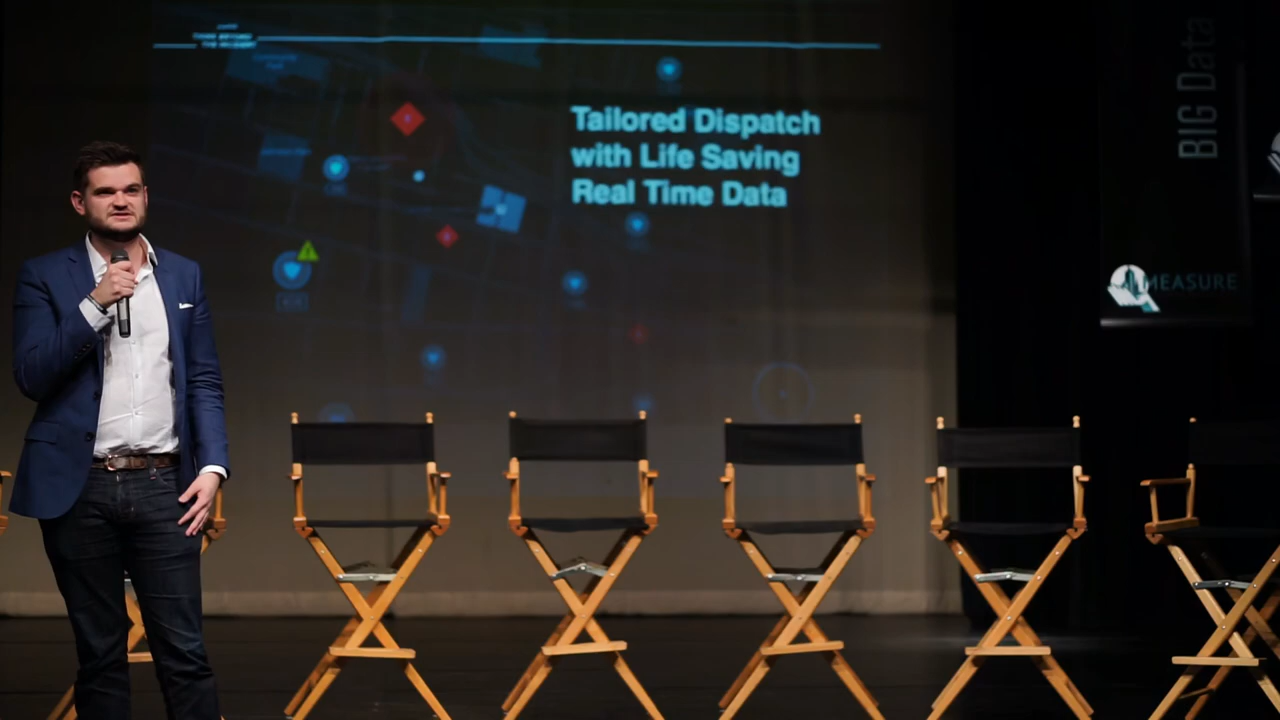 Tailored Dispatch
with Life Saving
Real Time Data
BIG Data
MEASURE